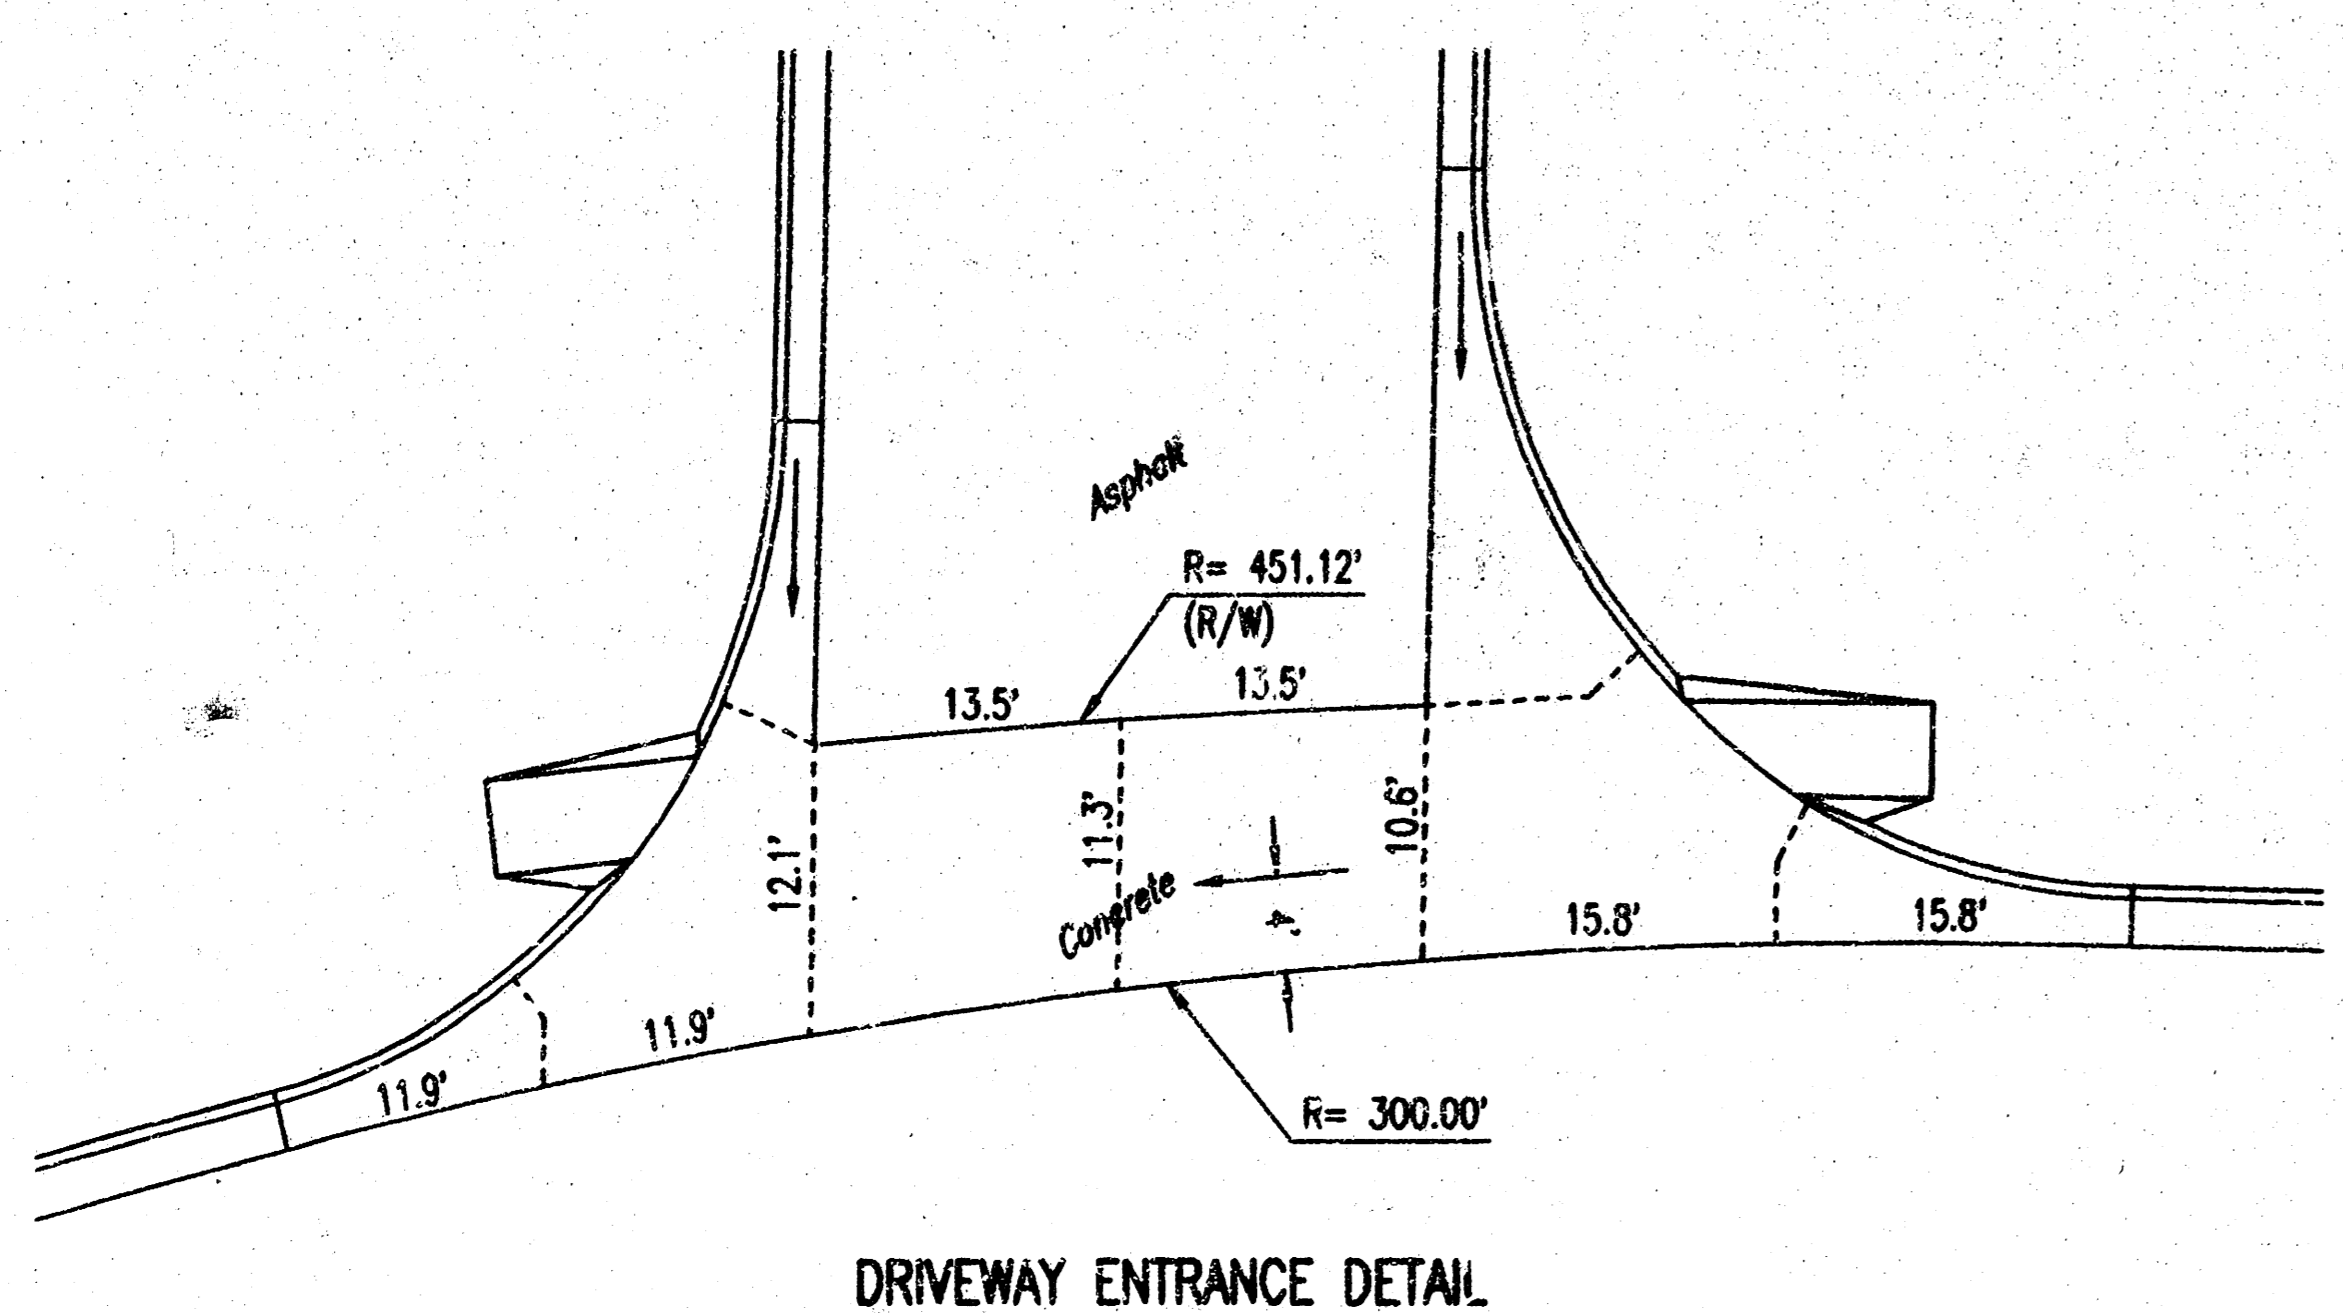 Asphalt
R= 451.12'
(R/W)
13.5'
13.5'
12.1'
11.3'
10.6'
Concrete
4'
15.8'
15.8'
11.9'
11.9'
R= 300.00'
DRIVEWAY ENTRANCE DETAIL